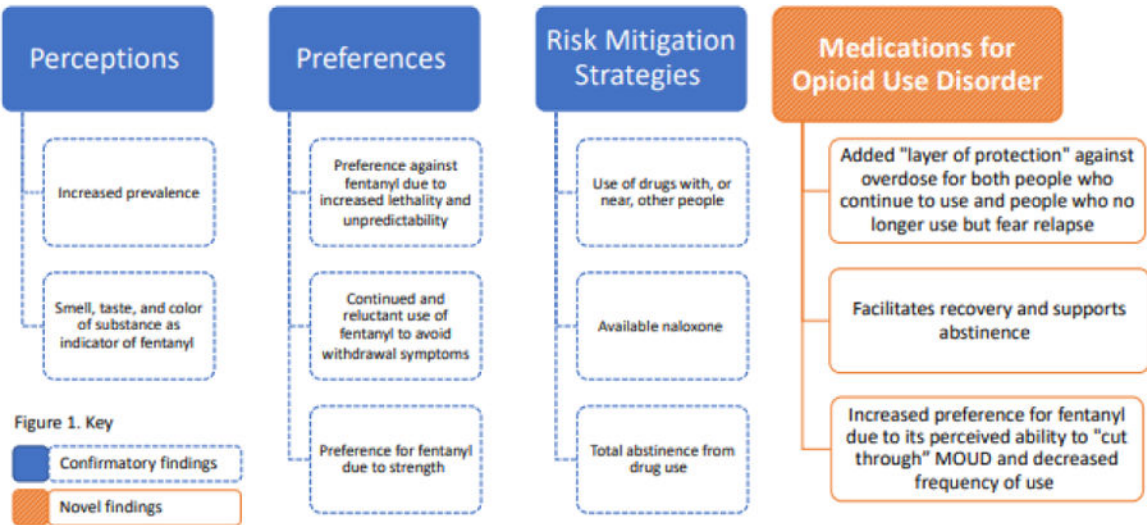 Perceptions
Increased prevalence
Smell, taste, and color
of substance as
indicator of fentanyl
Preferences
Preference against
fentanyl due to
increased lethality and
unpredictability
Continued and
reluctant use of
fentanyl to avoid
withdrawal symptoms
Preference for fentanyl
due to strength
Risk Mitigation
Strategies
Use of drugs with, or
near, other people
Available naloxone
Total abstinence from
drug use
Medications for
Opioid Use Disorder
Added "layer of protection" against
overdose for both people who
continue to use and people who no
longer use but fear relapse
Facilitates recovery and supports
abstinence
Increased preference for fentanyl
due to its perceived ability to "cut
through" MOUD and decreased
frequency of use
Figure 1. Key
Confirmatory findings
Novel findings